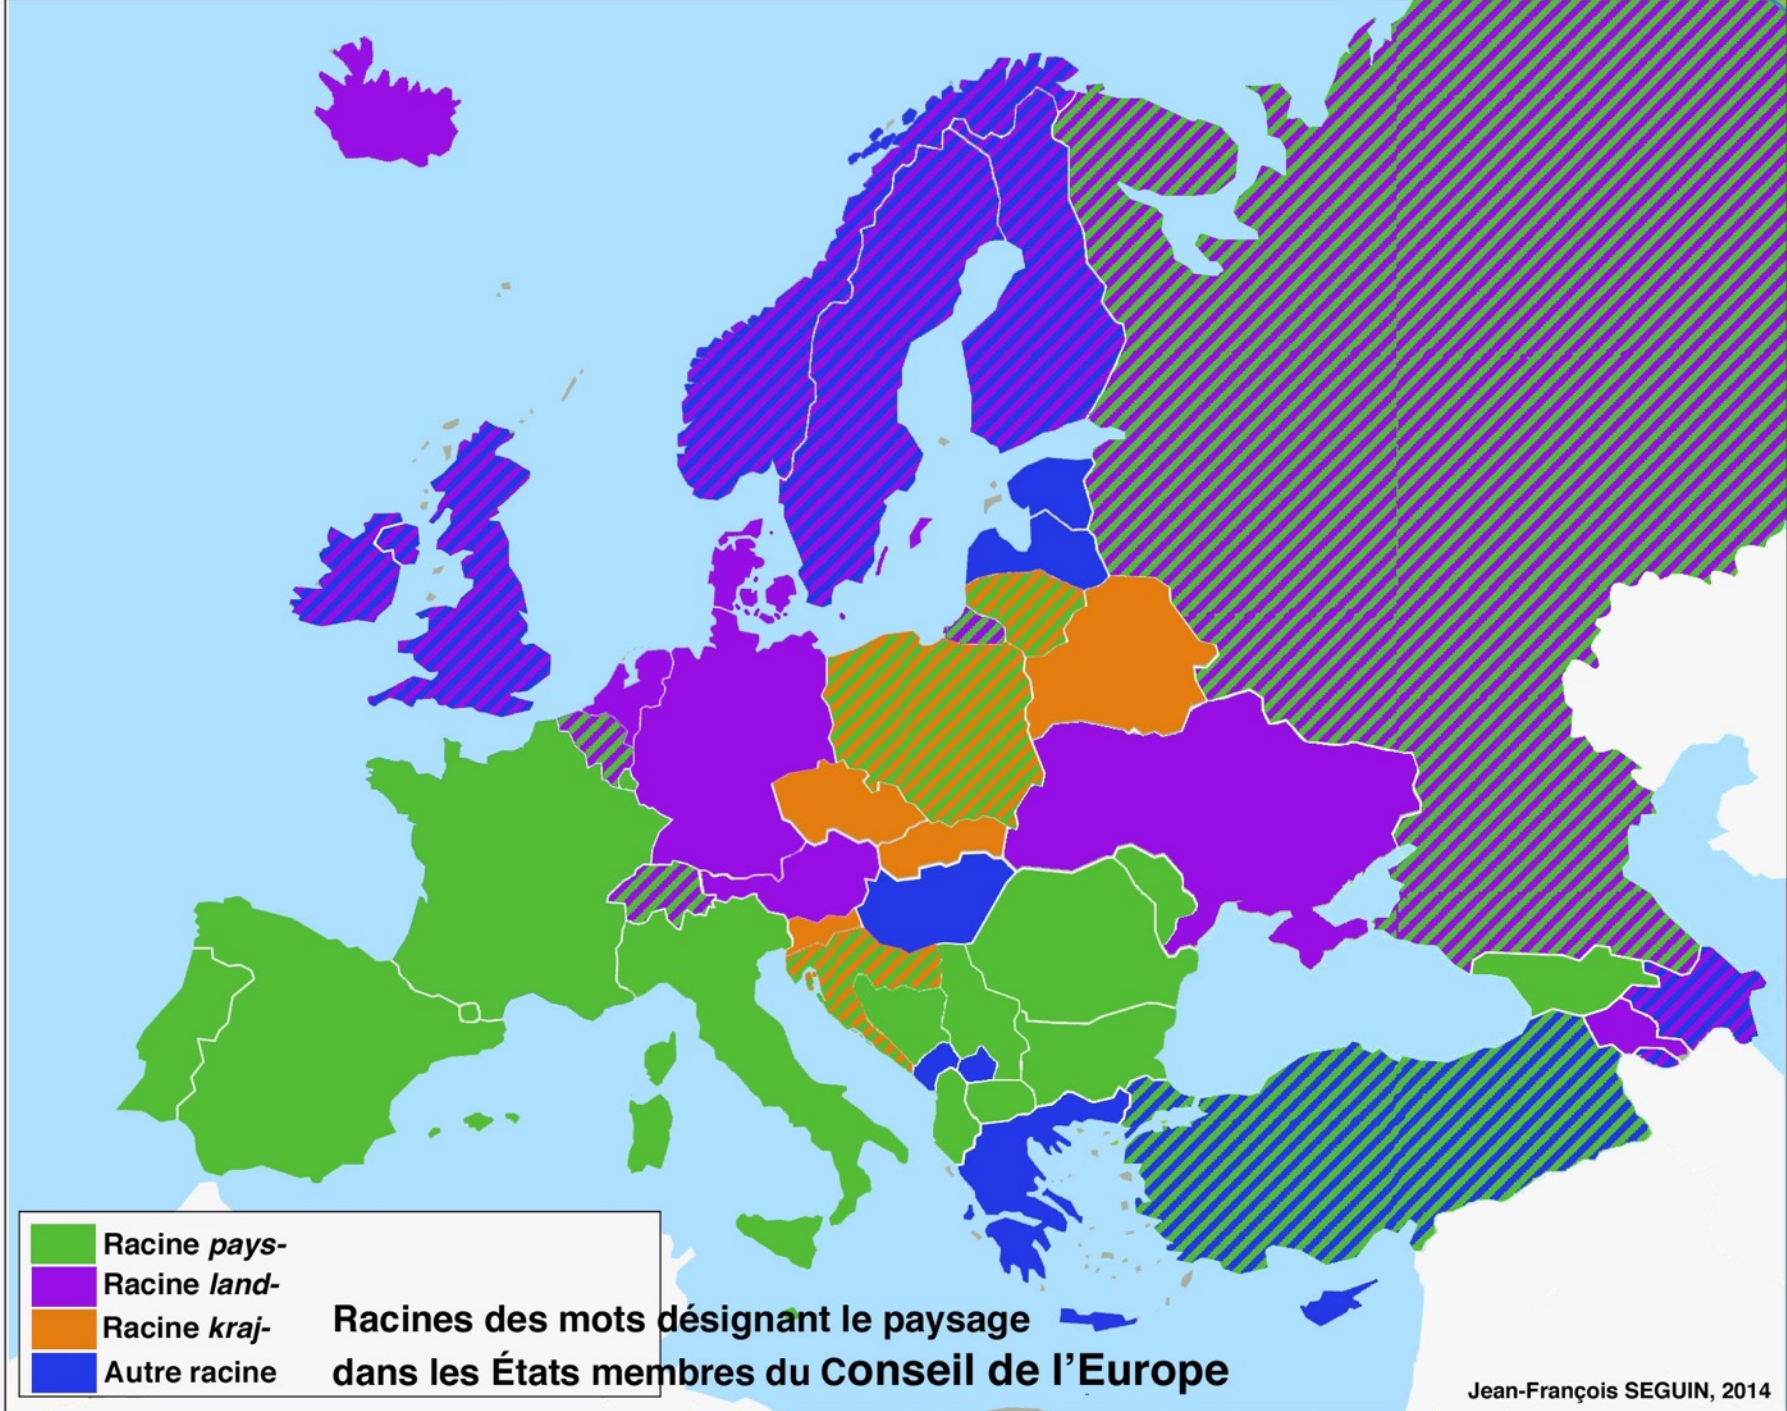 Racine pays-
Racine land-
Racine kraj-
Autre racine
Racines des mots désignant le paysage
dans les États membres du Conseil de l’Europe
Jean-François SEGUIN, 2014